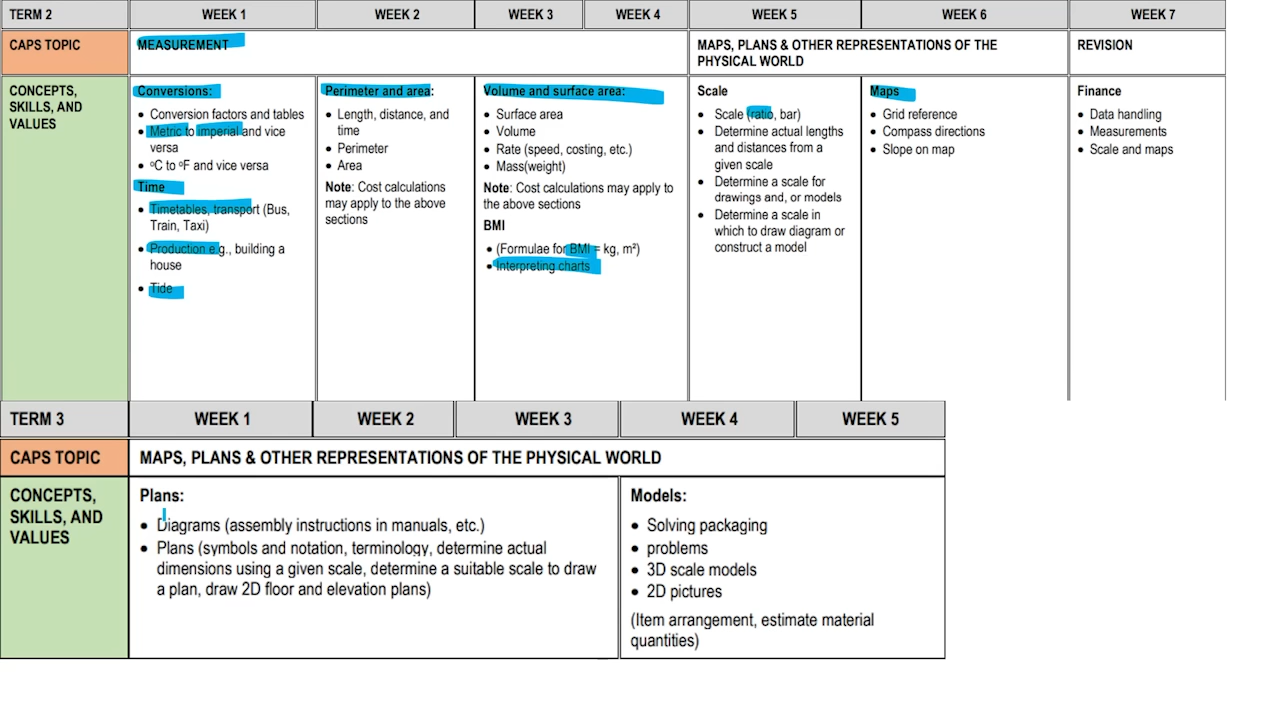 TERM 2 WEEK 1 WEEK 2 WEEK 3 WEEK 4 WEEK 5 WEEK 6 WEEK 7
CAPS TOPIC
MEASUREMENT
MAPS, PLANS & OTHER REPRESENTATIONS OF THE
PHYSICAL WORLD
REVISION
CONCEPTS,
SKILLS, AND
VALUES
Conversions:
• Conversion factors and tables
• Metric to imperial and vice
versa
• ºC to ºF and vice versa
Time
• Timetables, transport (Bus,
Train, Taxi)
• Production e.g., building a
house
• Tide
Perimeter and area:
• Length, distance, and
time
• Perimeter
• Area
Note: Cost calculations
may apply to the above
sections
Volume and surface area:
• Surface area
• Volume
• Rate (speed, costing, etc.)
• Mass(weight)
Note: Cost calculations may apply to
the above sections
BMI
• (Formulae for BMI = kg, m²)
• Interpreting charts
Scale
• Scale (ratio, bar)
• Determine actual lengths
and distances from a
given scale
• Determine a scale for
drawings and, or models
• Determine a scale in
which to draw diagram or
construct a model
Maps
• Grid reference
• Compass directions
• Slope on map
Finance
• Data handling
• Measurements
• Scale and maps
TERM 3 WEEK 1 WEEK 2 WEEK 3 WEEK 4 WEEK 5
CAPS TOPIC
MAPS, PLANS & OTHER REPRESENTATIONS OF THE PHYSICAL WORLD
CONCEPTS,
SKILLS, AND
VALUES
Plans:
• Diagrams (assembly instructions in manuals, etc.)
• Plans (symbols and notation, terminology, determine actual
dimensions using a given scale, determine a suitable scale to draw
a plan, draw 2D floor and elevation plans)
Models:
• Solving packaging
• problems
• 3D scale models
• 2D pictures
(Item arrangement, estimate material
quantities)